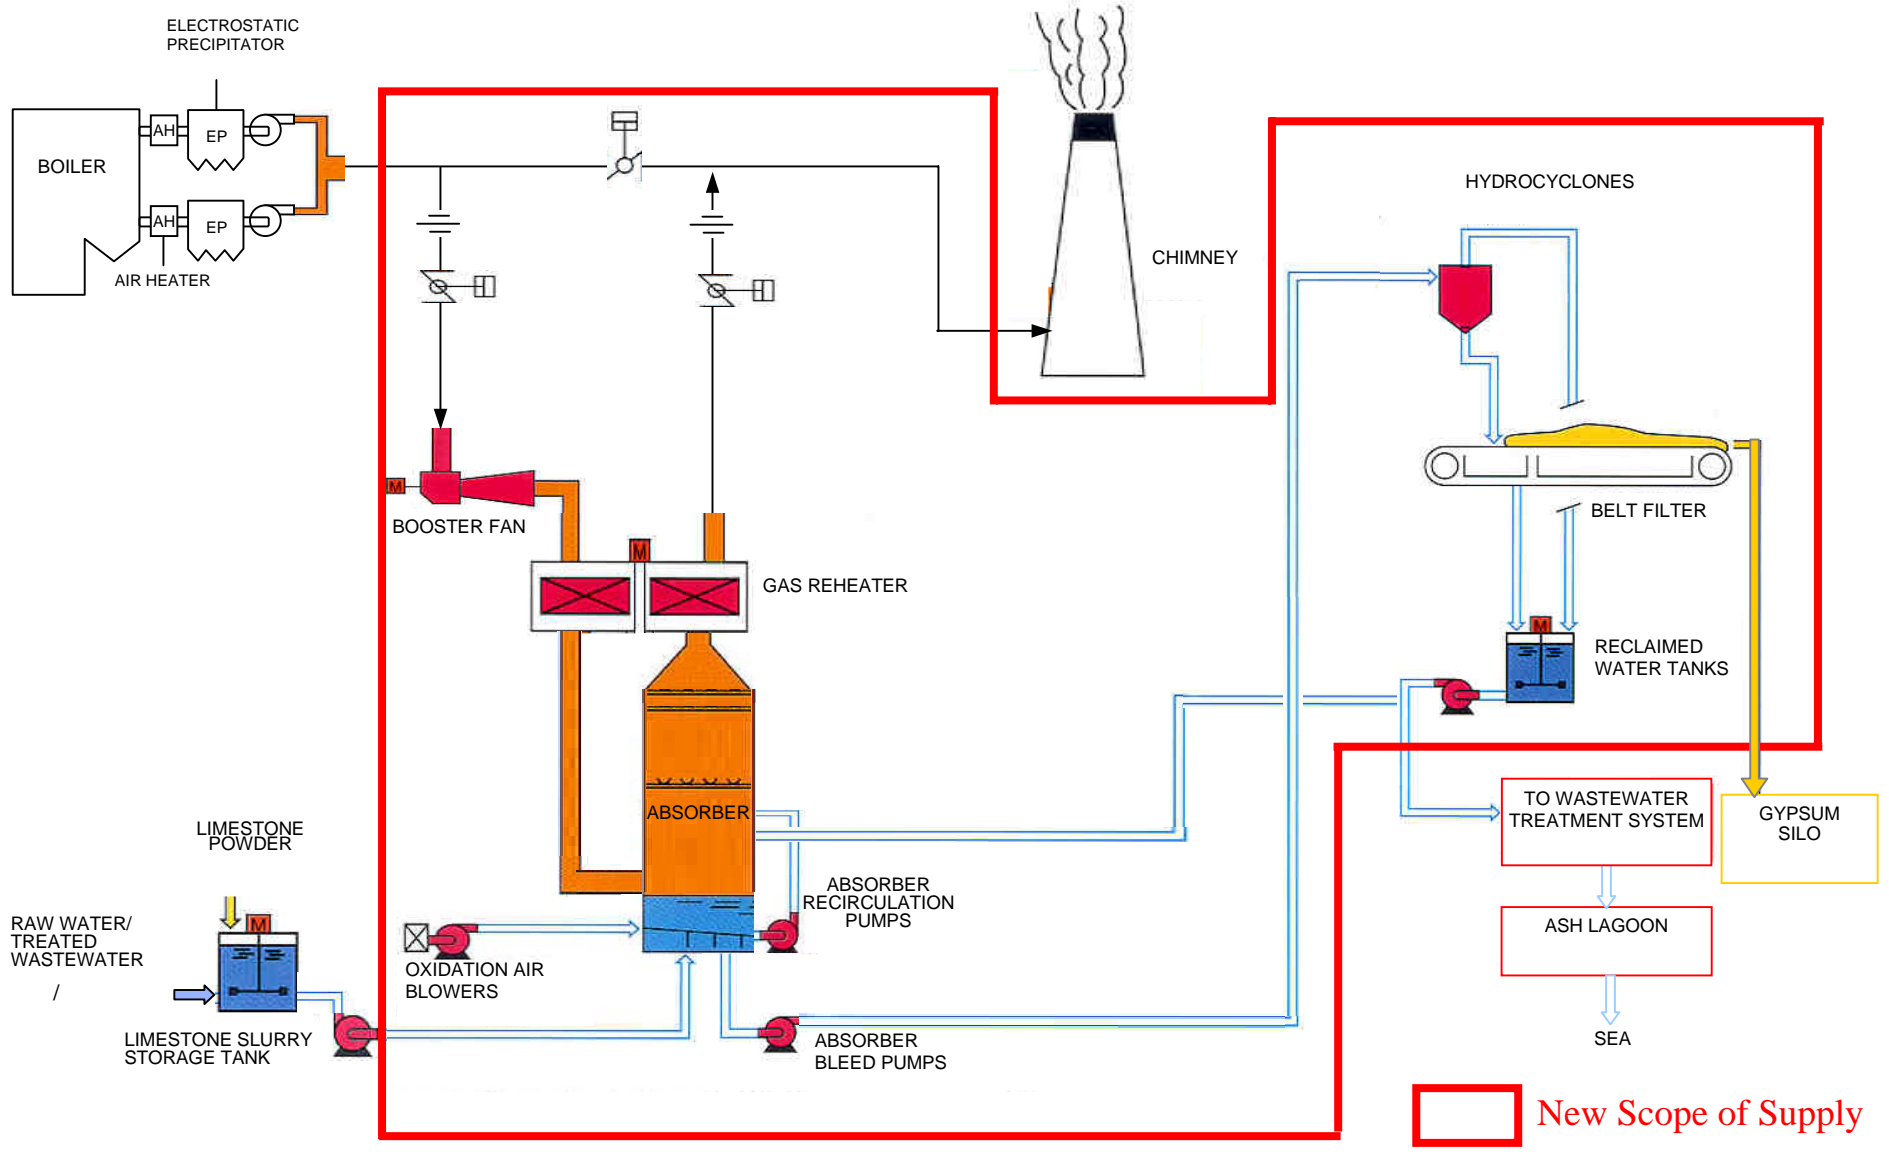 ELECTROSTATIC
PRECIPITATOR
AH
EP
BOILER
AH
EP
AIR HEATER
CHIMNEY
HYDROCYCLONES
M
BOOSTER FAN
BELT FILTER
M
GAS REHEATER
M
RECLAIMED
WATER TANKS
ABSORBER
TO WASTEWATER
TREATMENT SYSTEM
GYPSUM
SILO
LIMESTONE
POWDER
ABSORBER
RECIRCULATION
PUMPS
M
RAW WATER/
TREATED
WASTEWATER
/
ASH LAGOON
OXIDATION AIR
BLOWERS
LIMESTONE SLURRY
STORAGE TANK
ABSORBER
BLEED PUMPS
SEA
New Scope of Supply